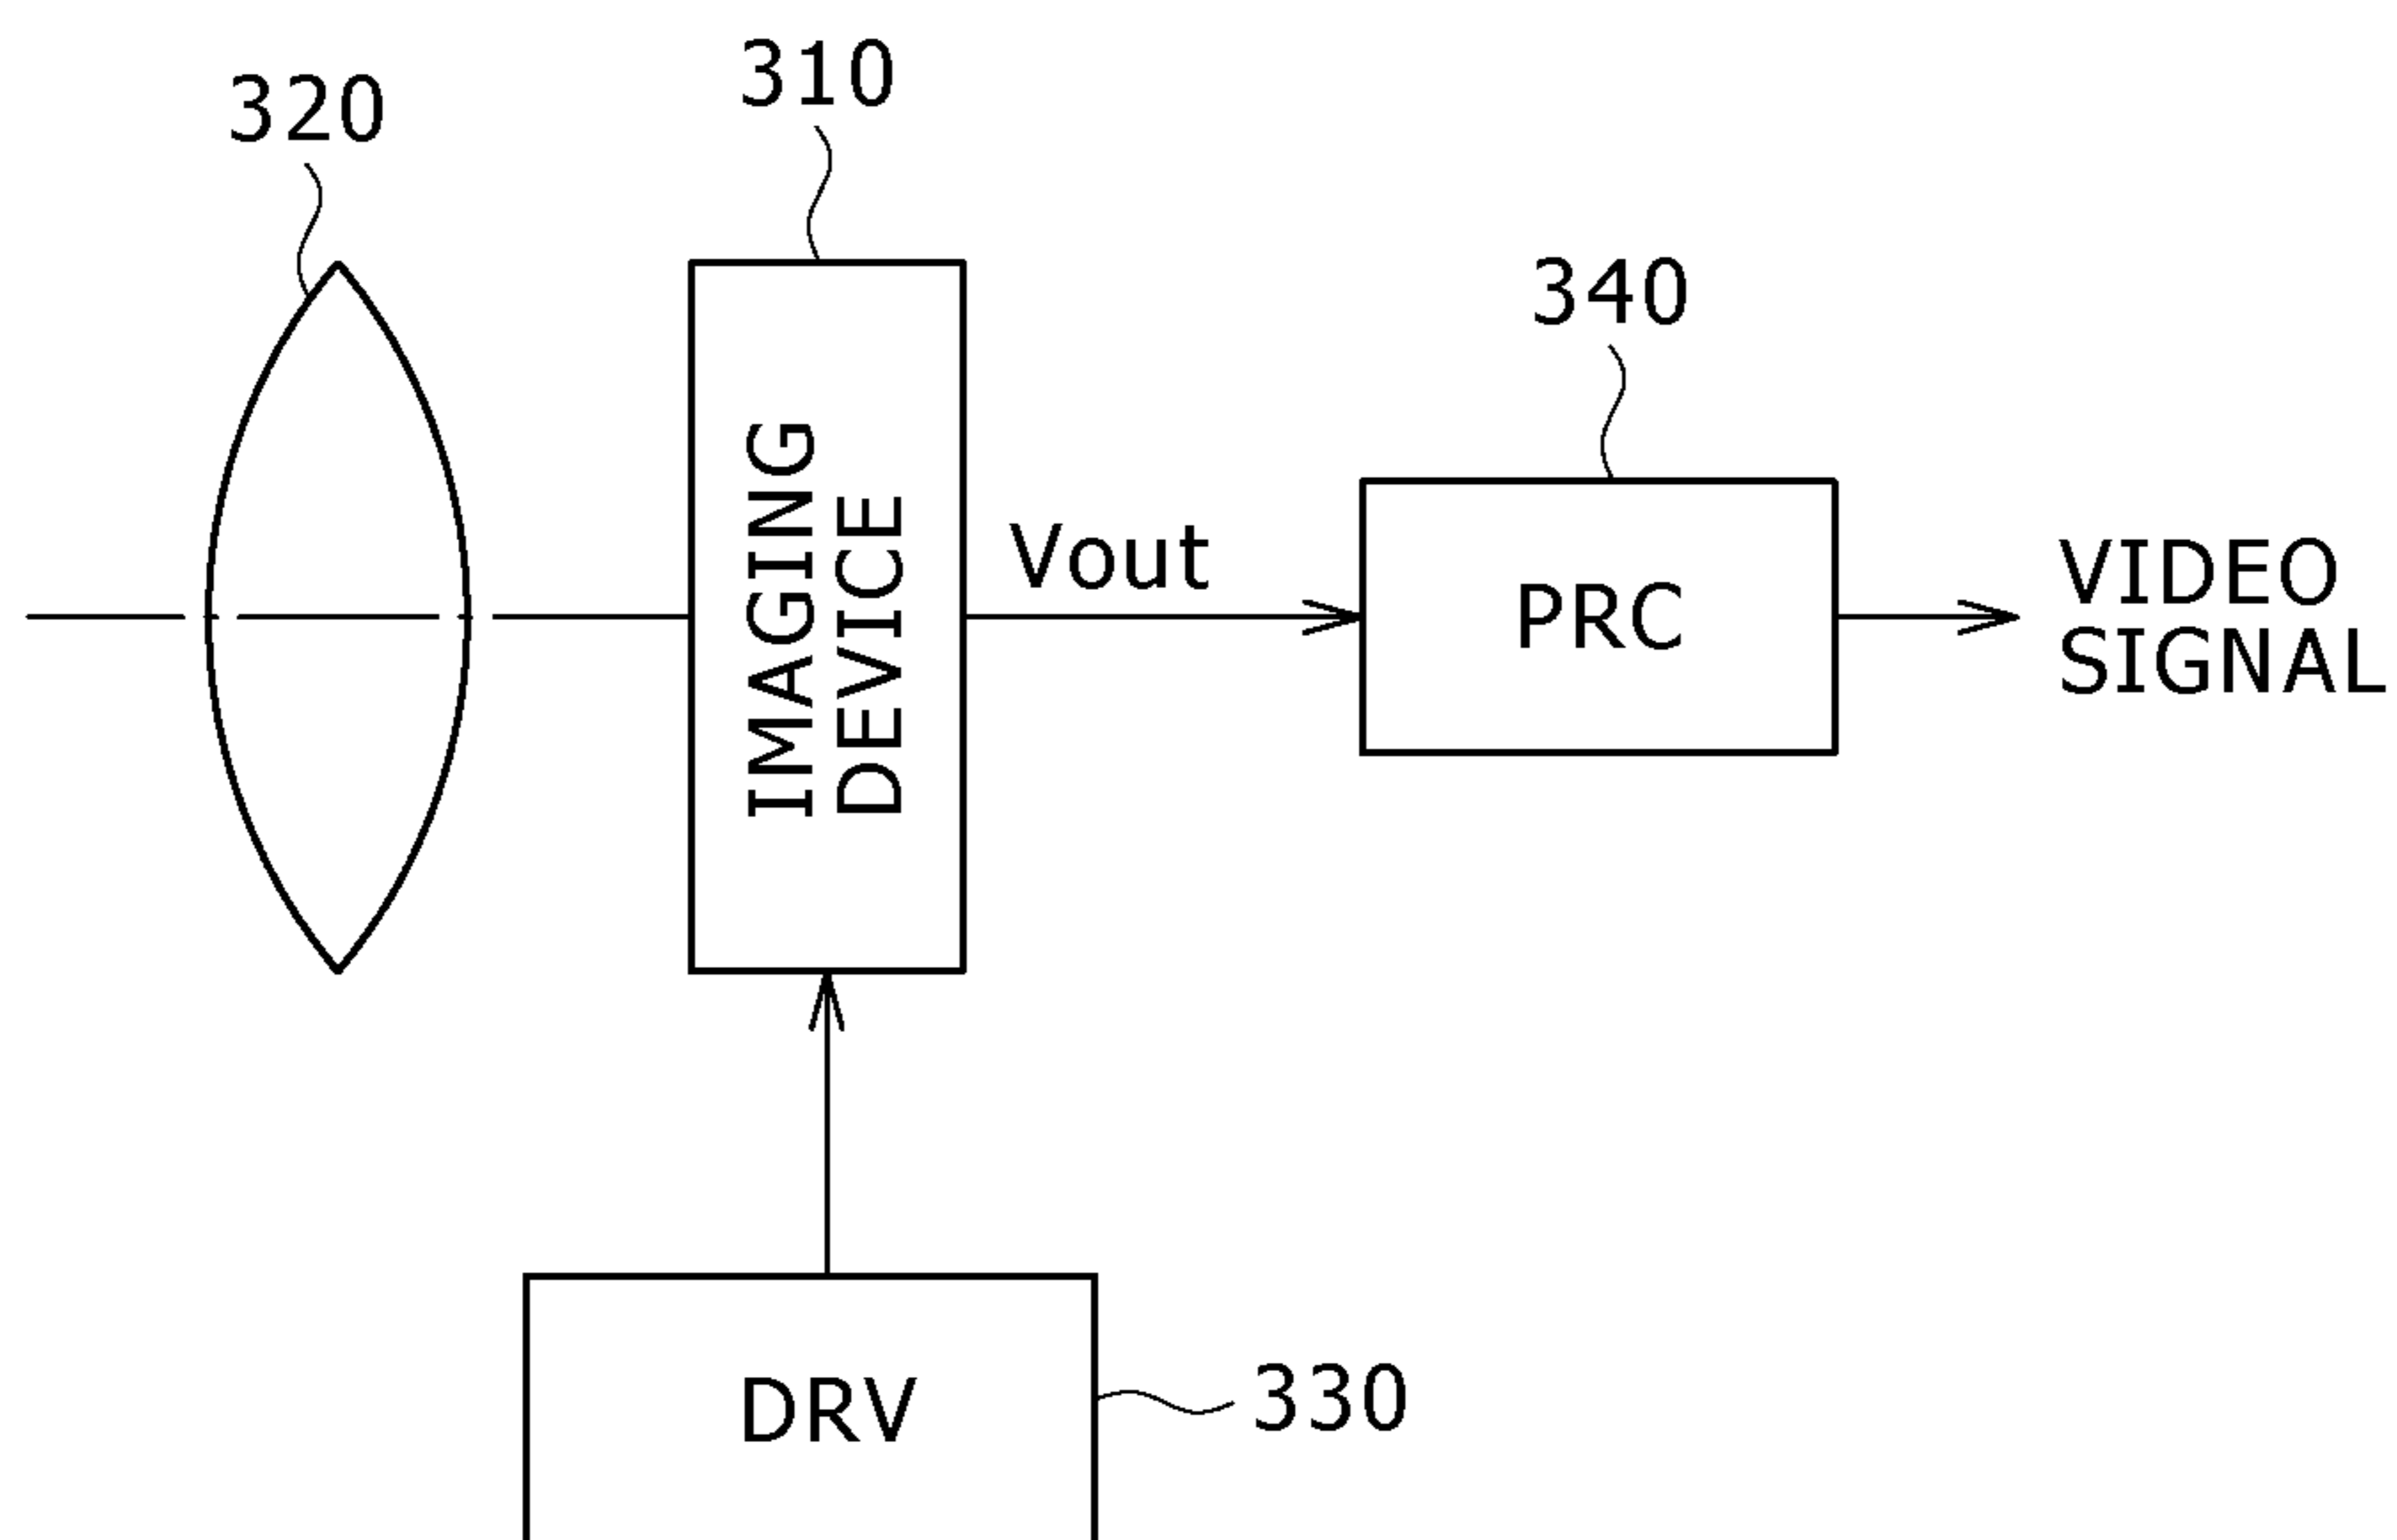 320
310
340
IMAGING
DEVICE
Vout
PRC
VIDEO
SIGNAL
DRV
330